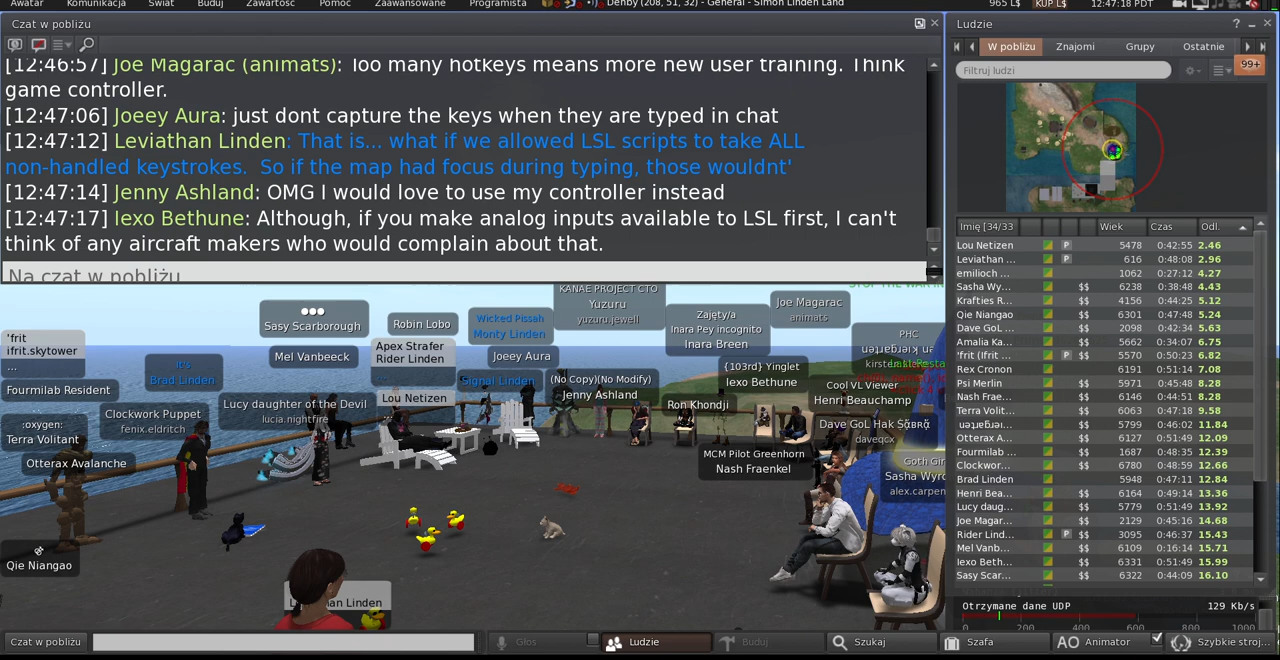 Awatar Komunikacja Świat Buduj Zawartość Pomoc Zaawansowane Programista Denby (208, 51, 32) - General - Simon Linden Land 965 L$ KUP L$ 12:47:18 PDT
Czat w pobliżu
[12:46:57] Joe Magarac (animats): Too many hotkeys means more new user training. Think
game controller.
[12:47:06] Joeey Aura: just dont capture the keys when they are typed in chat
[12:47:12] Leviathan Linden: That is... what if we allowed LSL scripts to take ALL
non-handled keystrokes.  So if the map had focus during typing, those wouldnt'
[12:47:14] Jenny Ashland: OMG I would love to use my controller instead
[12:47:17] Iexo Bethune: Although, if you make analog inputs available to LSL first, I can't
think of any aircraft makers who would complain about that.
Na czat w pobliżu
KANAE PROJECT CTO
Yuzuru
yuzuru.jewell
Sasy Scarborough
Robin Lobo
Wicked Pissah
Monty Linden
Zajęty/a
Inara Pey incognito
Inara Breen
Joe Magarac
animats
'frit
ifrit.skytower
...
Mel Vanbeeck
Apex Strafer
Rider Linden
Joeey Aura
PHC
It's
Brad Linden
Signal Linden
(No Copy)(No Modify)
Jenny Ashland
{103rd} Yinglet
Iexo Bethune
Fourmilab Resident
Lou Netizen
Cool VL Viewer
Henri Beauchamp
Clockwork Puppet
fenix.eldritch
Lucy daughter of the Devil
lucia.nightfire
Ron Khondji
:oxygen:
Terra Volitant
Dave GoL Hak
daveqcx
Otterax Avalanche
MCM Pilot Greenhorn
Nash Fraenkel
Qie Niangao
Czat w pobliżu Głos Ludzie Buduj Szukaj Szafa AO Animator Szybkie stroj...
Ludzie
W pobliżu Znajomi Grupy Ostatnie
Filtruj ludzi 99+
Imię [34/33 Wiek Czas Odl.
Lou Netizen P 5478 0:42:55 2.46
Leviathan ... P 616 0:48:08 2.96
emilioch ... 1062 0:27:12 4.27
Sasha Wy... $$ 6238 0:38:48 4.43
Krafties R... $$ 4156 0:44:25 5.12
Qie Niangao $$ 6301 0:47:48 5.24
Dave GoL ... $$ 2098 0:42:34 5.63
Amalia Ka... $$ 5662 0:34:07 6.75
'frit (Ifrit ... P $$ 5570 0:50:23 6.82
Rex Cronon $$ 6191 0:51:14 7.08
Psi Merlin $$ 5971 0:45:48 8.28
Nash Frae... $$ 6146 0:44:51 8.28
Terra Volit... $$ 6063 0:47:18 9.58
$$ 5799 0:46:02 11.84
Otterax A... $$ 6127 0:51:49 12.09
Fourmilab ... $$ 1687 0:48:35 12.39
Clockwor... $$ 6780 0:48:59 12.66
Brad Linden 5948 0:47:11 12.84
Henri Bea... $$ 6164 0:49:14 13.36
Lucy daug... $$ 5779 0:51:49 13.92
Joe Magar... $$ 2129 0:45:16 14.68
Rider Lind... P $$ 3095 0:46:37 15.43
Mel Vanb... $$ 6109 0:16:14 15.71
Iexo Beth... $$ 6331 0:51:49 15.99
Sasy Scar... $$ 6322 0:44:09 16.10
Otrzymane dane UDP 129 Kb/s
0 200 600 800 1000